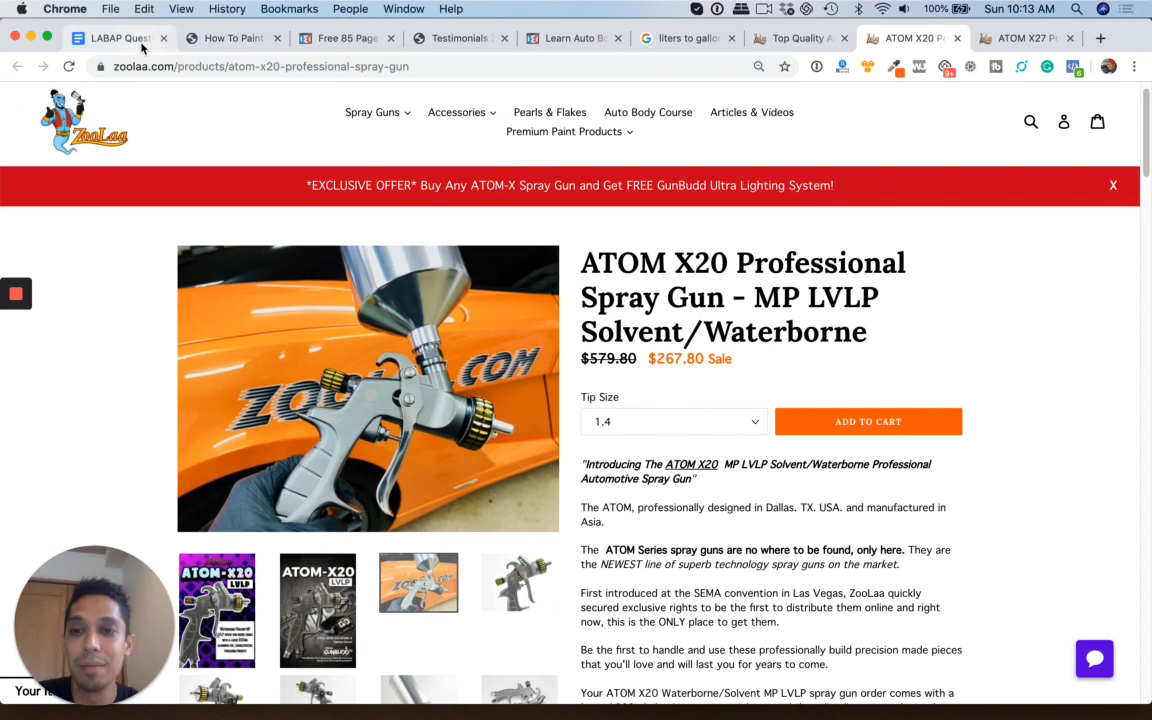 Chrome File Edit View History Bookmarks People Window Help 100% Sun 10:13 AM
LABAP Quest How To Paint Free 85 Page Testimonials Learn Auto Bo liters to gallor Top Quality A ATOM X20 Pr ATOM X27 Pr
zoolaa.com/products/atom-x20-professional-spray-gun
ZooLaa
Spray Guns Accessories Pearls & Flakes Auto Body Course Articles & Videos
Premium Paint Products
*EXCLUSIVE OFFER* Buy Any ATOM-X Spray Gun and Get FREE GunBudd Ultra Lighting System! X
ATOM X20 Professional
Spray Gun - MP LVLP
Solvent/Waterborne
$579.80 $267.80 Sale
Tip Size
1.4 ADD TO CART
"Introducing The ATOM X20 MP LVLP Solvent/Waterborne Professional
Automotive Spray Gun"
The ATOM, professionally designed in Dallas. TX. USA. and manufactured in
Asia.
The ATOM Series spray guns are no where to be found, only here. They are
the NEWEST line of superb technology spray guns on the market.
First introduced at the SEMA convention in Las Vegas, ZooLaa quickly
secured exclusive rights to be the first to distribute them online and right
now, this is the ONLY place to get them.
Be the first to handle and use these professionally build precision made pieces
that you'll love and will last you for years to come.
Your ATOM X20 Waterborne/Solvent MP LVLP spray gun order comes with a
.COM
ATOM-X20
LVLP
ATOM-X20
LVLP
Your